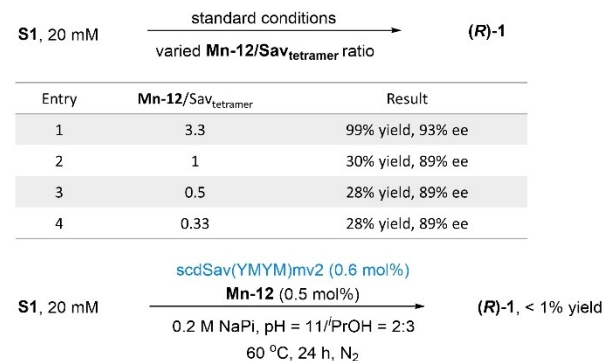 standard conditions
S1, 20 mM
(R)-1
varied Mn-12/Savtetramer ratio
Entry Mn-12/Savtetramer Result
1 3.3 99% yield, 93% ee
2 1 30% yield, 89% ee
3 0.5 28% yield, 89% ee
4 0.33 28% yield, 89% ee
scdSav(YMYM)mv2 (0.6 mol%)
Mn-12 (0.5 mol%)
S1, 20 mM
(R)-1, < 1% yield
0.2 M NaPi, pH = 11/iPrOH = 2:3
60 °C, 24 h, N2